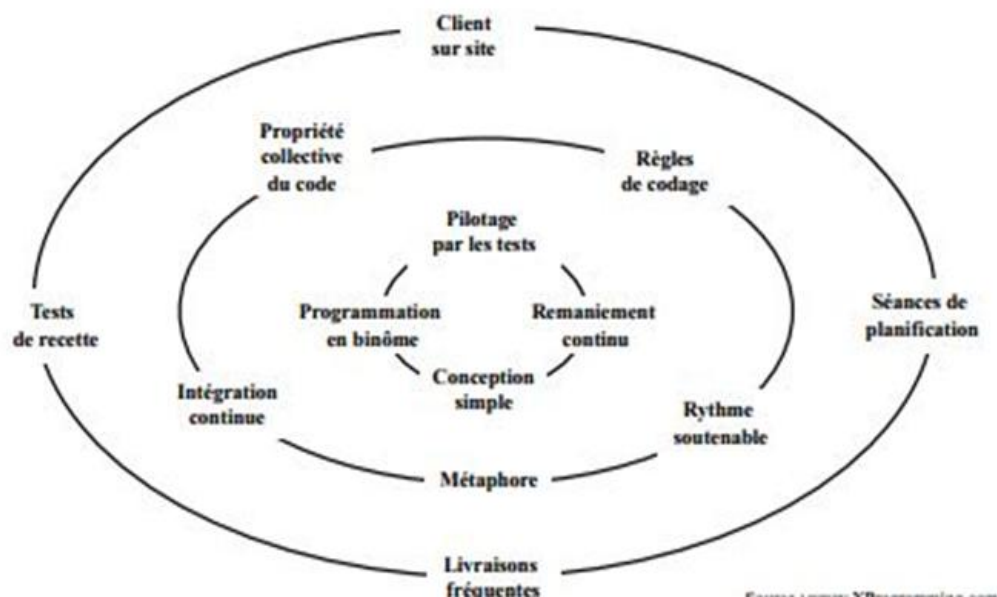 Client
sur site
Propriété
collective
du code
Règles
de codage
Pilotage
par les tests
Tests
de recette
Programmation
en binôme
Remaniement
continu
Séances de
planification
Conception
simple
Intégration
continue
Rythme
soutenable
Métaphore
Livraisons
fréquentes